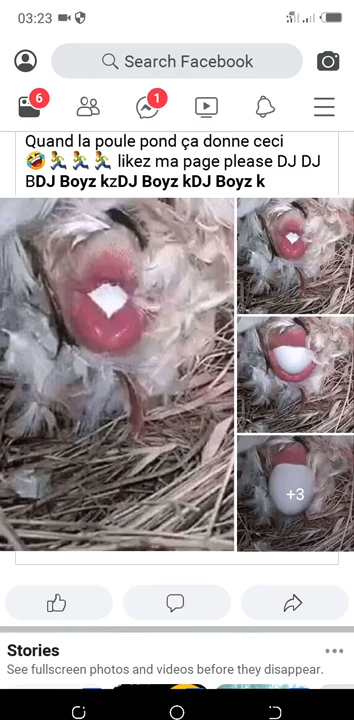 03:23
Search Facebook
6
1
Quand la poule pond ça donne ceci
🤣🏃‍♂️🏃‍♂️🏃‍♂️ likez ma page please DJ DJ
BDJ Boyz kzDJ Boyz kDJ Boyz k
+3
Stories
See fullscreen photos and videos before they disappear.